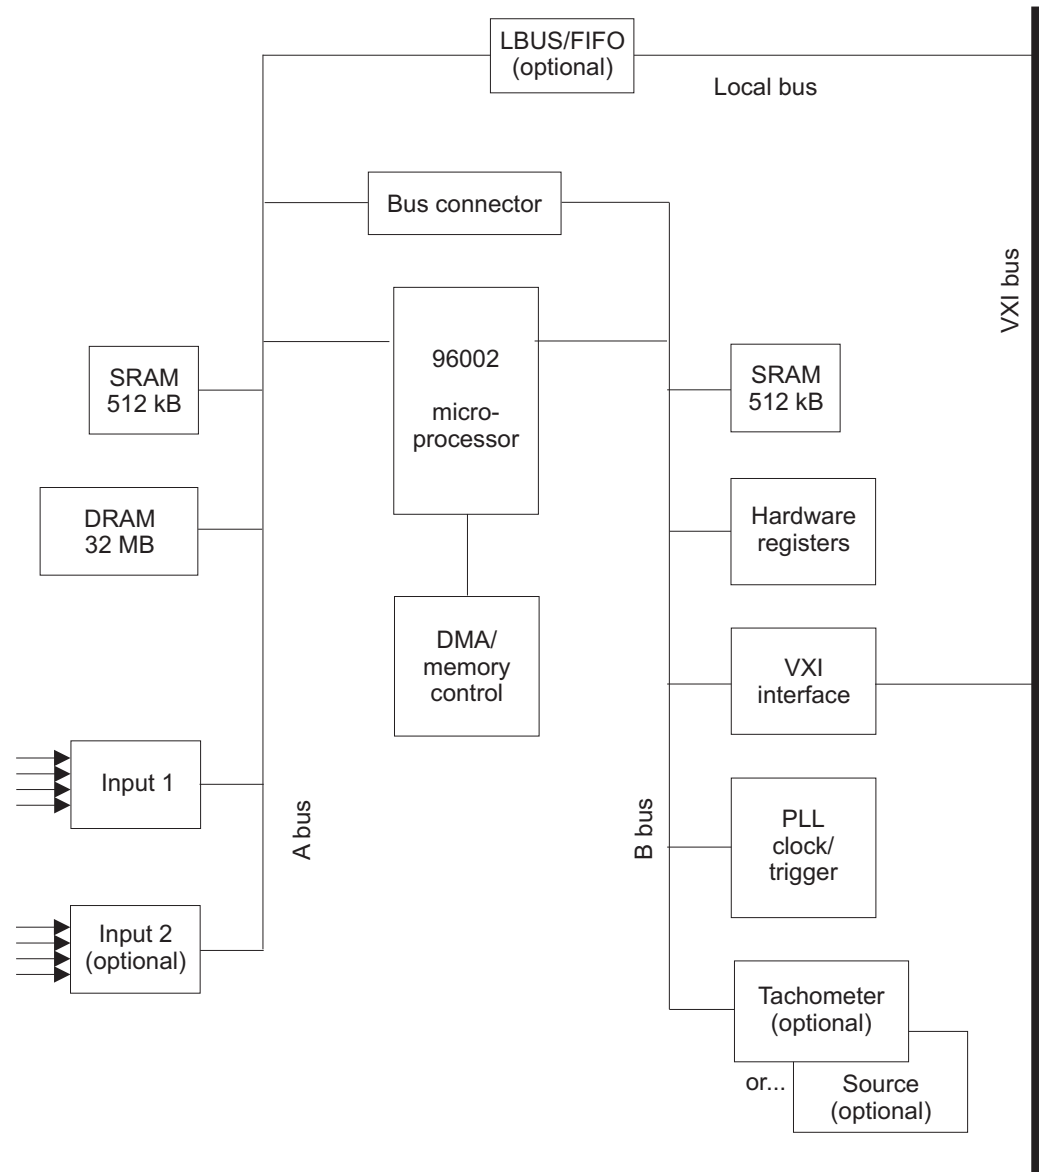 LBUS/FIFO
(optional)
Local bus
Bus connector
VXI bus
96002
micro-
processor
SRAM
512 kB
SRAM
512 kB
DRAM
32 MB
Hardware
registers
DMA/
memory
control
VXI
interface
Input 1
A bus
B bus
PLL
clock/
trigger
Input 2
(optional)
Tachometer
(optional)
or...
Source
(optional)